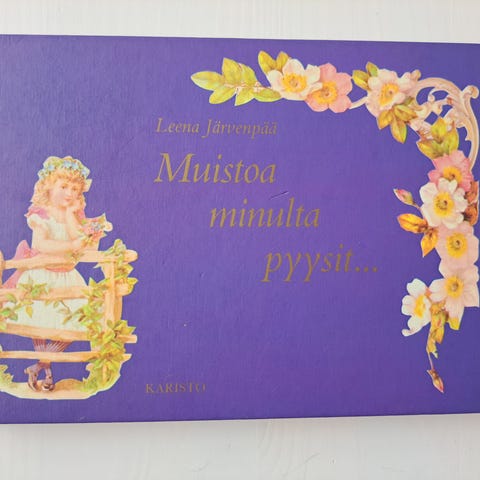 Leena Järvenpää
Muistoa
minulta
pyysit...
KARISTO